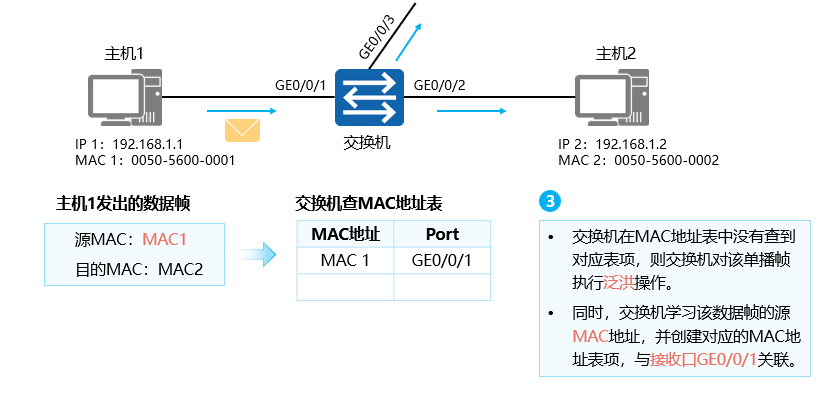 GE0/0/3
主机1
主机2
GE0/0/1
GE0/0/2
交换机
IP 1：192.168.1.1
MAC 1：0050-5600-0001
IP 2：192.168.1.2
MAC 2：0050-5600-0002
主机1发出的数据帧
源MAC：MAC1
目的MAC：MAC2
交换机查MAC地址表
MAC地址 Port
MAC 1 GE0/0/1
3
• 交换机在MAC地址表中没有查到
对应表项，则交换机对该单播帧
执行泛洪操作。
• 同时，交换机学习该数据帧的源
MAC地址，并创建对应的MAC地
址表项，与接收口GE0/0/1关联。